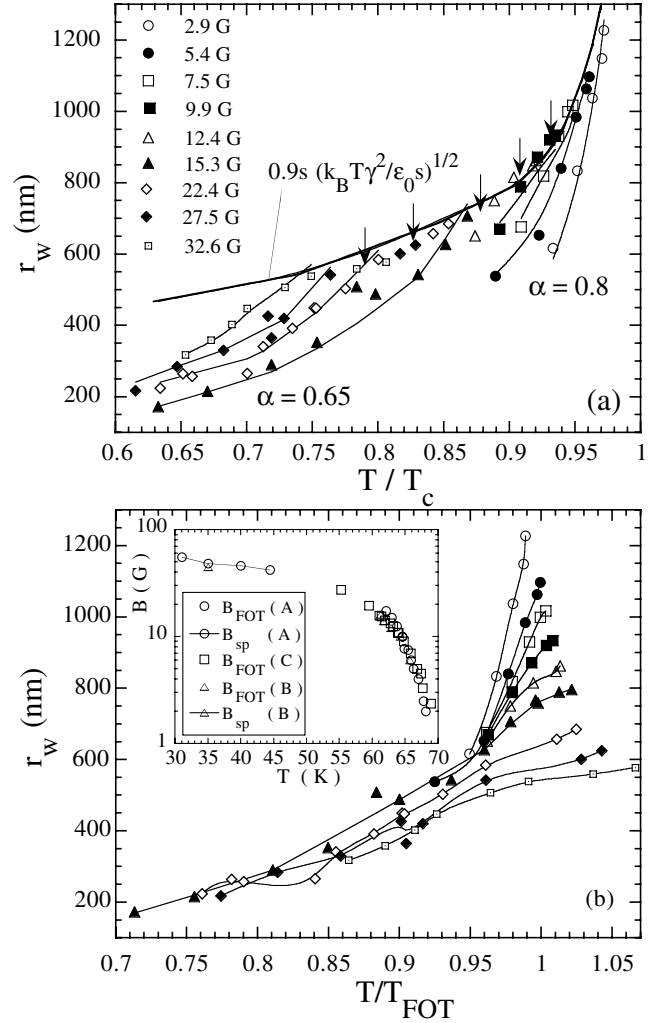 1200
1000
800
600
400
200
r_w (nm)
2.9 G
5.4 G
7.5 G
9.9 G
12.4 G
15.3 G
22.4 G
27.5 G
32.6 G
0.9s (k_B Tγ²/ε₀s)^{1/2}
α = 0.8
α = 0.65
(a)
0.6 0.65 0.7 0.75 0.8 0.85 0.9 0.95 1
T / T_c
1200
1000
800
600
400
200
r_w (nm)
100
10
1
B ( G )
B_FOT ( A )
B_sp ( A )
B_FOT ( C )
B_FOT ( B )
B_sp ( B )
30 35 40 45 50 55 60 65 70
T ( K )
(b)
0.7 0.75 0.8 0.85 0.9 0.95 1 1.05
T/T_FOT